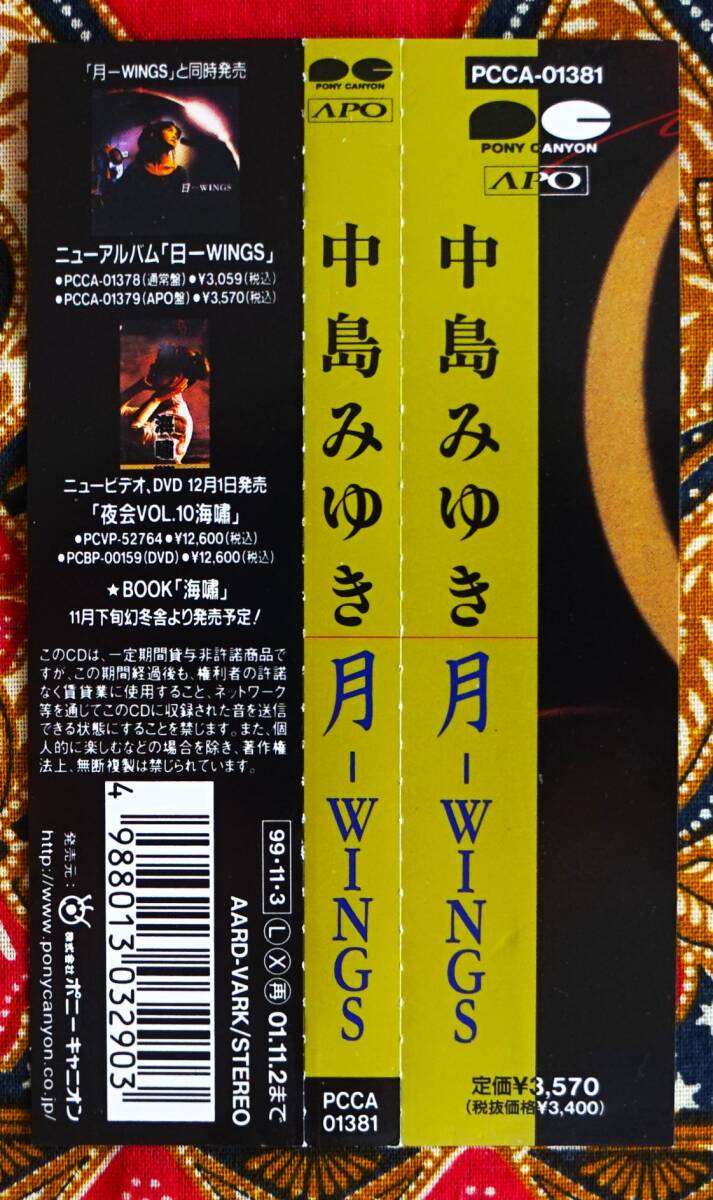 「月ーWINGS」と同時発売
日ーWINGS
ニューアルバム「日ーWINGS」
●PCCA-01378(通常盤)●¥3,059(税込)
●PCCA-01379(APO盤)●¥3,570(税込)
海嘯
ニュービデオ、DVD 12月1日発売
「夜会VOL.10海嘯」
●PCVP-52764●¥12,600(税込)
●PCBP-00159(DVD)●¥12,600(税込)
★BOOK「海嘯」
11月下旬幻冬舎より発売予定!
このCDは、一定期間貸与非許諾商品で
すが、この期間経過後も、権利者の許諾
なく賃貸業に使用すること、ネットワーク
等を通じてこのCDに収録された音を送信
できる状態にすることを禁じます。また、個
人的に楽しむなどの場合を除き、著作権
法上、無断複製は禁じられています。
4 988013 032903
99・11・3 Ⓛ Ⓧ ㊢ 01.11.2まで
AARD-VARK/STEREO
発売元:株式会社ポニーキャニオン
http://www.ponycanyon.co.jp/
PONY CANYON
APO
中島みゆき
月ーWINGS
PCCA
01381
PCCA-01381
PONY CANYON
APO
中島みゆき
月ーWINGS
定価¥3,570
(税抜価格¥3,400)